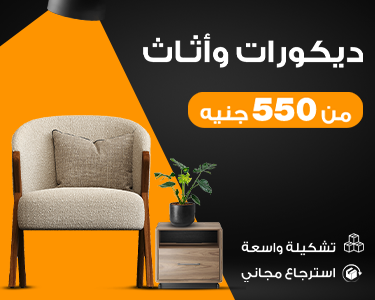 ديكورات وأثاث
من 550 جنيه
تشكيلة واسعة
استرجاع مجاني